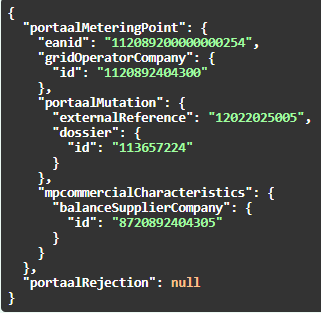 {
  "portaalMeteringPoint": {
    "eanid": "112089200000000254",
    "gridOperatorCompany": {
      "id": "1120892404300"
    },
    "portaalMutation": {
      "externalReference": "12022025005",
      "dossier": {
        "id": "113657224"
      }
    },
    "mpcommercialCharacteristics": {
      "balanceSupplierCompany": {
        "id": "8720892404305"
      }
    }
  },
  "portaalRejection": null
}